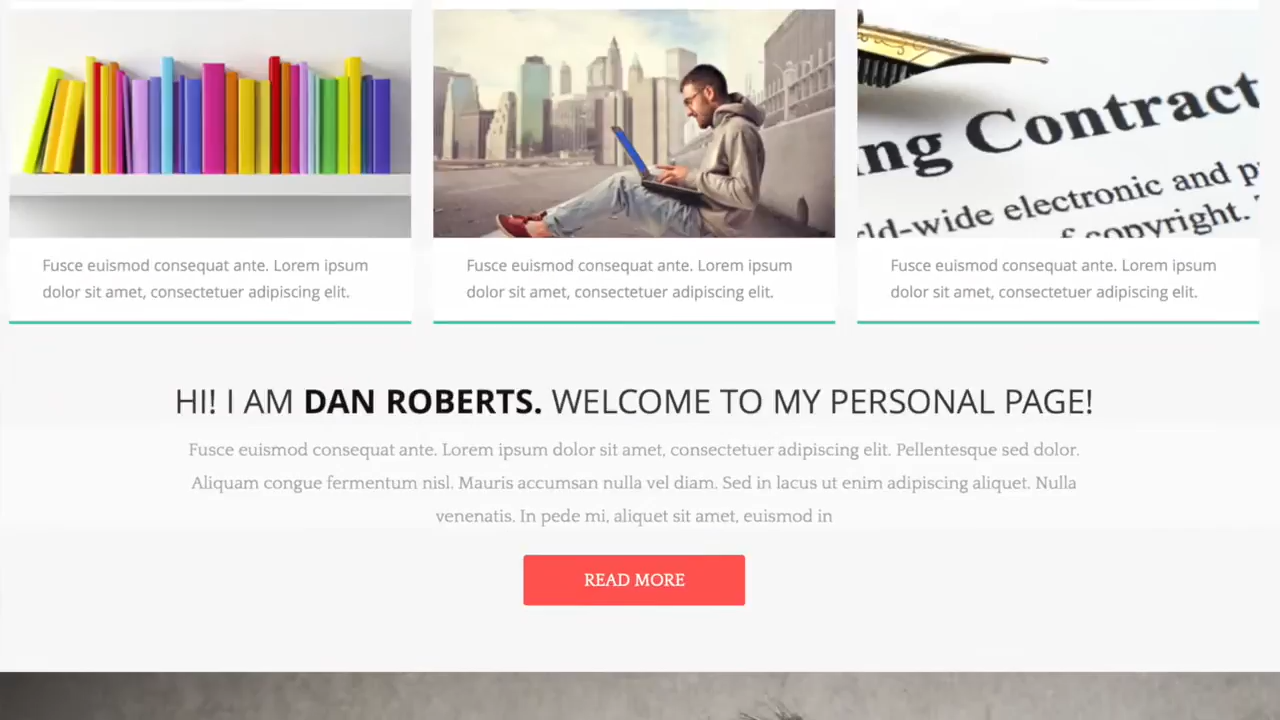 ing Contract
ld-wide electronic and p
f copyright.
Fusce euismod consequat ante. Lorem ipsum
dolor sit amet, consectetuer adipiscing elit.
Fusce euismod consequat ante. Lorem ipsum
dolor sit amet, consectetuer adipiscing elit.
Fusce euismod consequat ante. Lorem ipsum
dolor sit amet, consectetuer adipiscing elit.
HI! I AM DAN ROBERTS. WELCOME TO MY PERSONAL PAGE!
Fusce euismod consequat ante. Lorem ipsum dolor sit amet, consectetuer adipiscing elit. Pellentesque sed dolor.
Aliquam congue fermentum nisl. Mauris accumsan nulla vel diam. Sed in lacus ut enim adipiscing aliquet. Nulla
venenatis. In pede mi, aliquet sit amet, euismod in
READ MORE